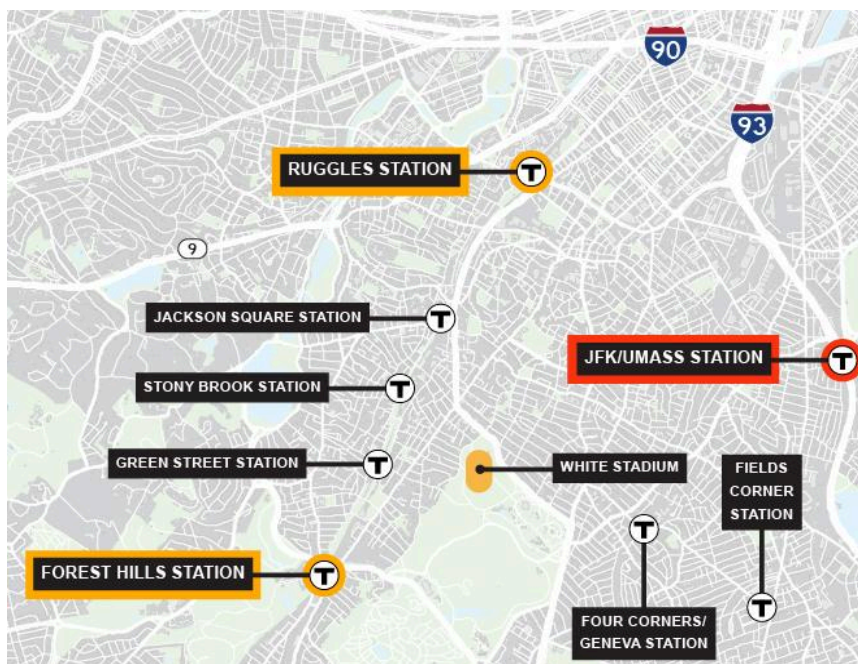 90
93
RUGGLES STATION
T
9
JACKSON SQUARE STATION
T
JFK/UMASS STATION
T
STONY BROOK STATION
T
GREEN STREET STATION
T
WHITE STADIUM
FIELDS
CORNER
STATION
T
FOREST HILLS STATION
T
T
FOUR CORNERS/
GENEVA STATION